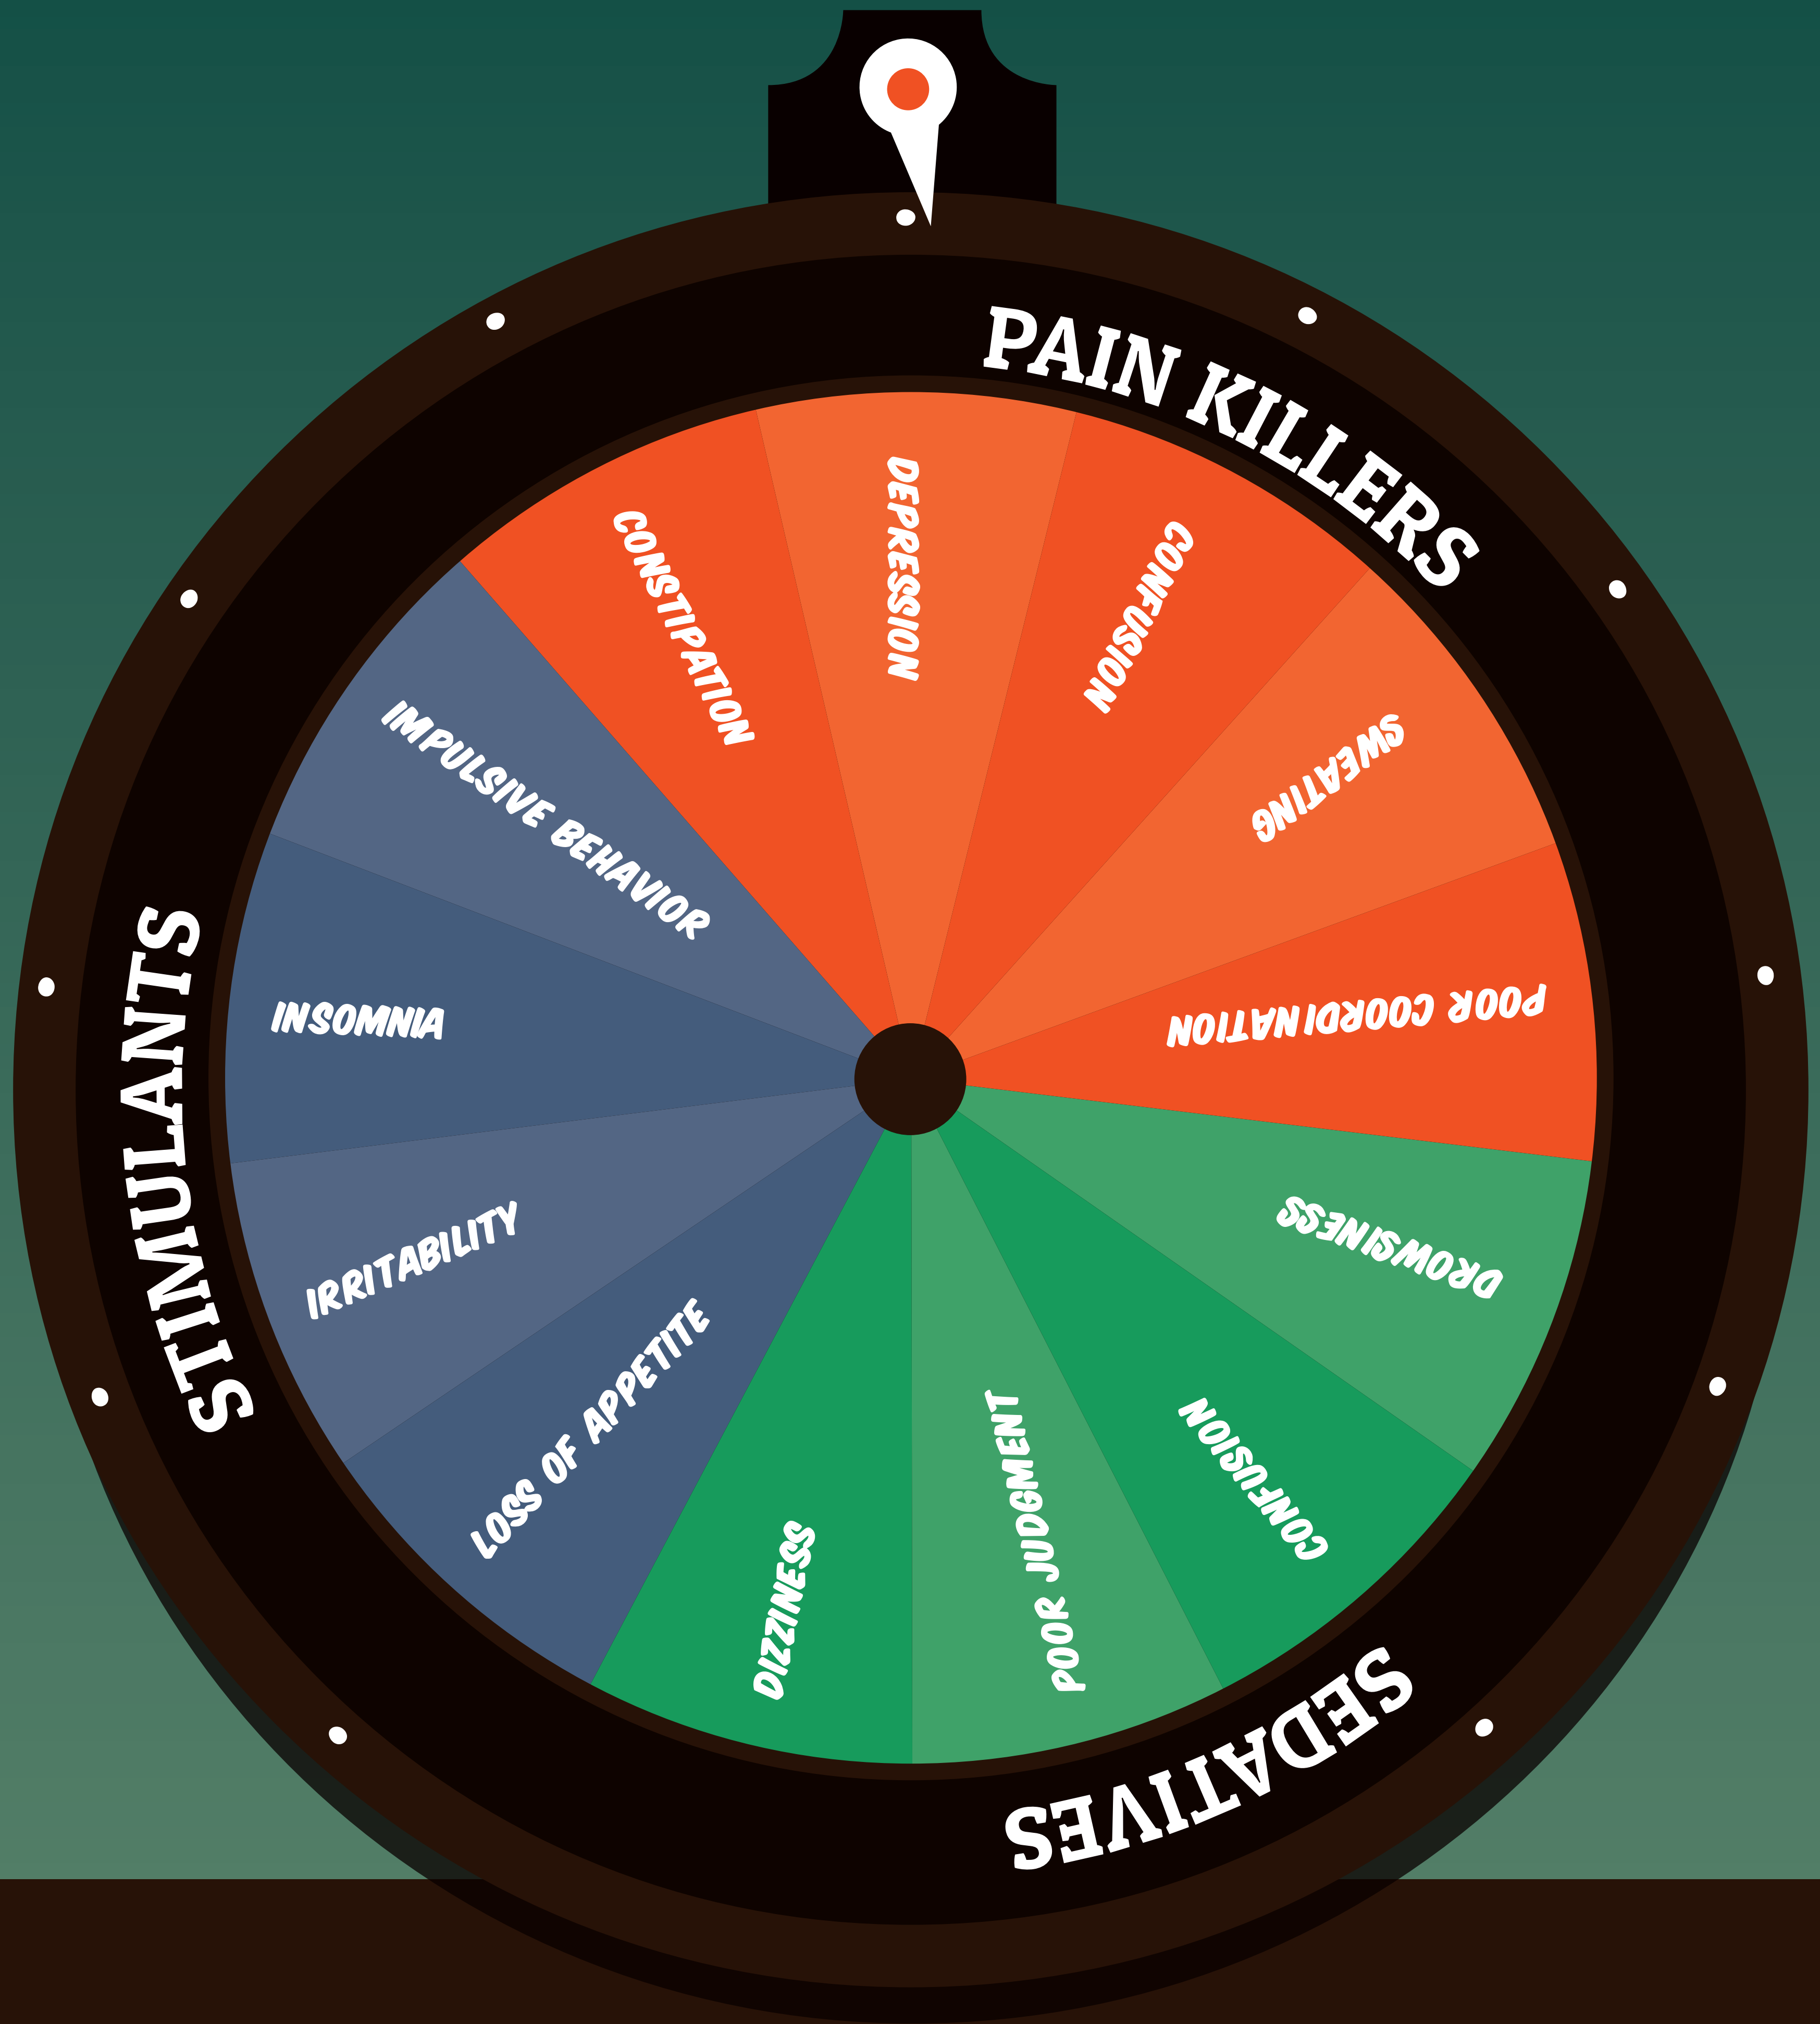 PAIN KILLERS
CONSTIPATION
DEPRESSION
CONFUSION
SWEATING
POOR COORDINATION
SEDATIVES
DROWSINESS
CONFUSION
POOR JUDGMENT
DIZZINESS
STIMULANTS
LOSS OF APPETITE
IRRITABILITY
INSOMNIA
IMPULSIVE BEHAVIOR